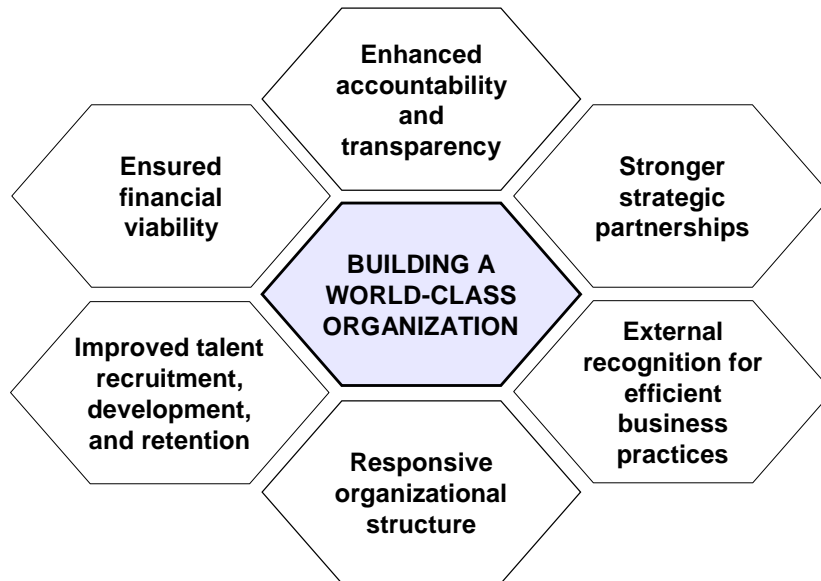 Enhanced
accountability
and
transparency
Ensured
financial
viability
Stronger
strategic
partnerships
BUILDING A
WORLD-CLASS
ORGANIZATION
Improved talent
recruitment,
development,
and retention
External
recognition for
efficient
business
practices
Responsive
organizational
structure